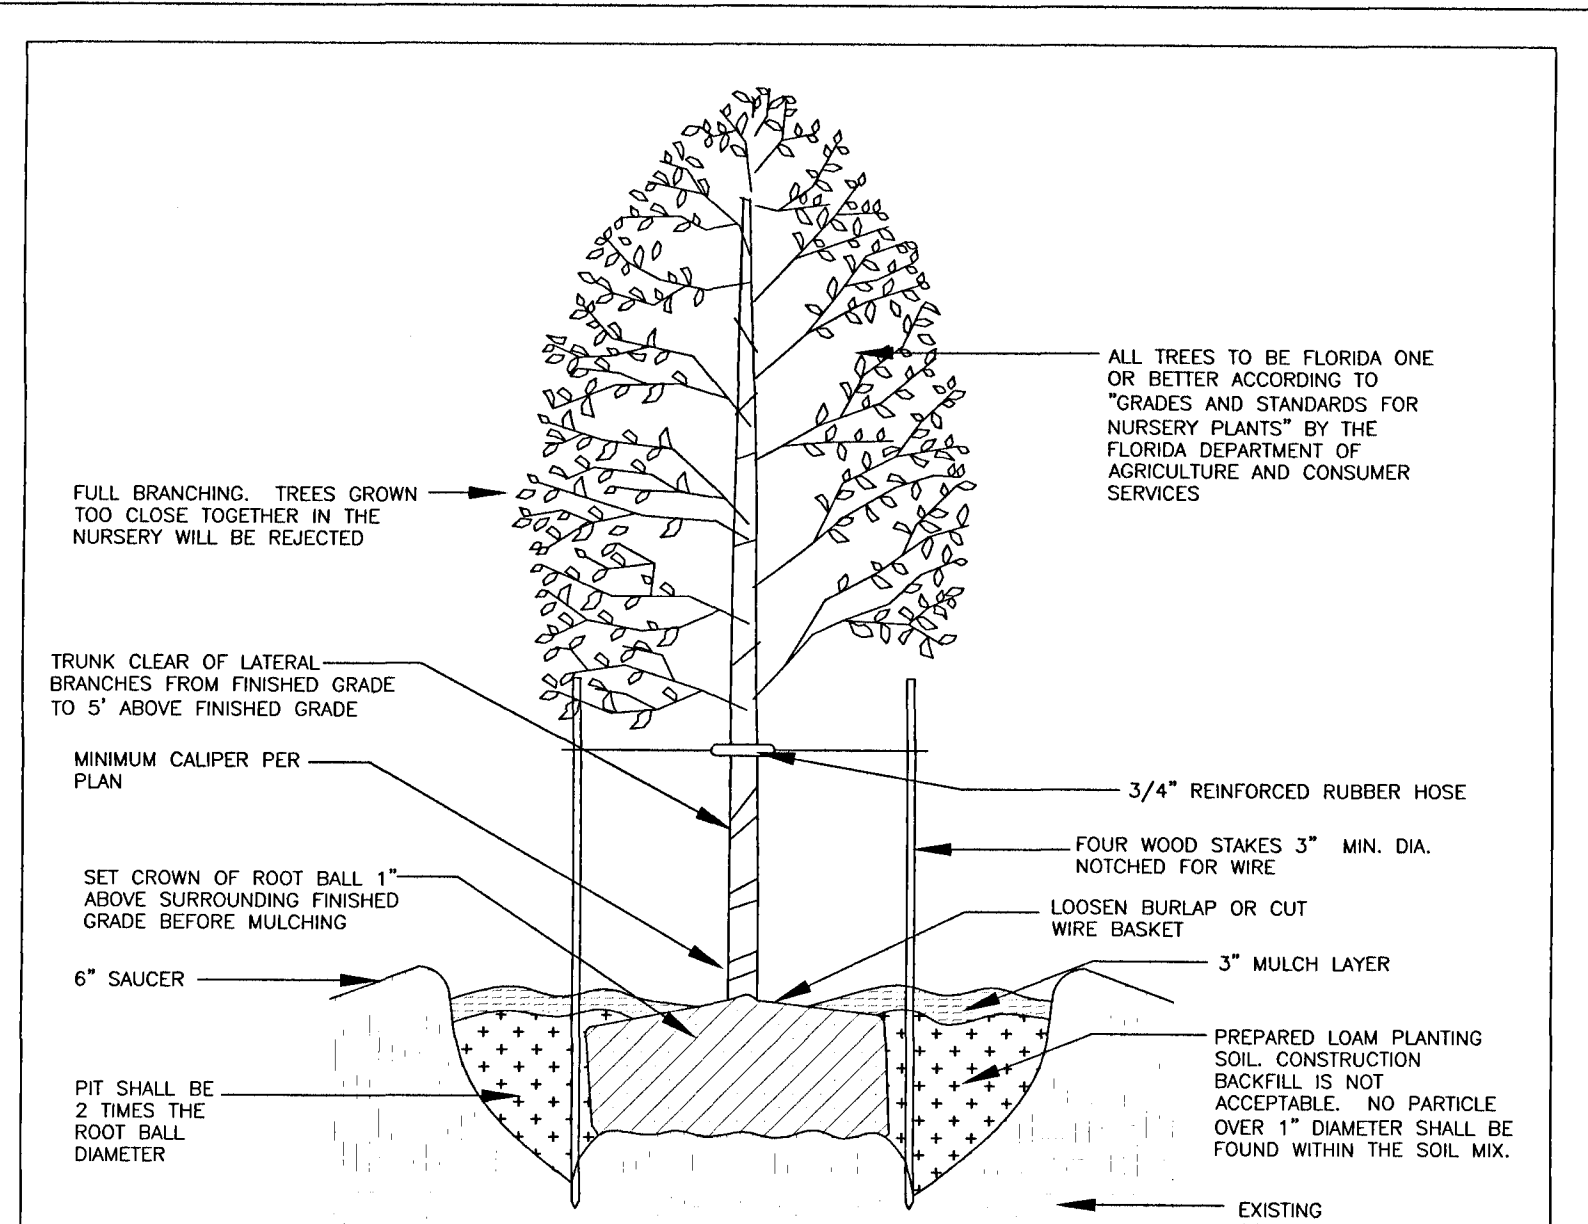 ALL TREES TO BE FLORIDA ONE
OR BETTER ACCORDING TO
"GRADES AND STANDARDS FOR
NURSERY PLANTS" BY THE
FLORIDA DEPARTMENT OF
AGRICULTURE AND CONSUMER
SERVICES
FULL BRANCHING. TREES GROWN
TOO CLOSE TOGETHER IN THE
NURSERY WILL BE REJECTED
TRUNK CLEAR OF LATERAL
BRANCHES FROM FINISHED GRADE
TO 5' ABOVE FINISHED GRADE
MINIMUM CALIPER PER
PLAN
3/4" REINFORCED RUBBER HOSE
FOUR WOOD STAKES 3" MIN. DIA.
NOTCHED FOR WIRE
SET CROWN OF ROOT BALL 1"
ABOVE SURROUNDING FINISHED
GRADE BEFORE MULCHING
LOOSEN BURLAP OR CUT
WIRE BASKET
6" SAUCER
3" MULCH LAYER
PREPARED LOAM PLANTING
SOIL. CONSTRUCTION
BACKFILL IS NOT
ACCEPTABLE. NO PARTICLE
OVER 1" DIAMETER SHALL BE
FOUND WITHIN THE SOIL MIX.
PIT SHALL BE
2 TIMES THE
ROOT BALL
DIAMETER
EXISTING